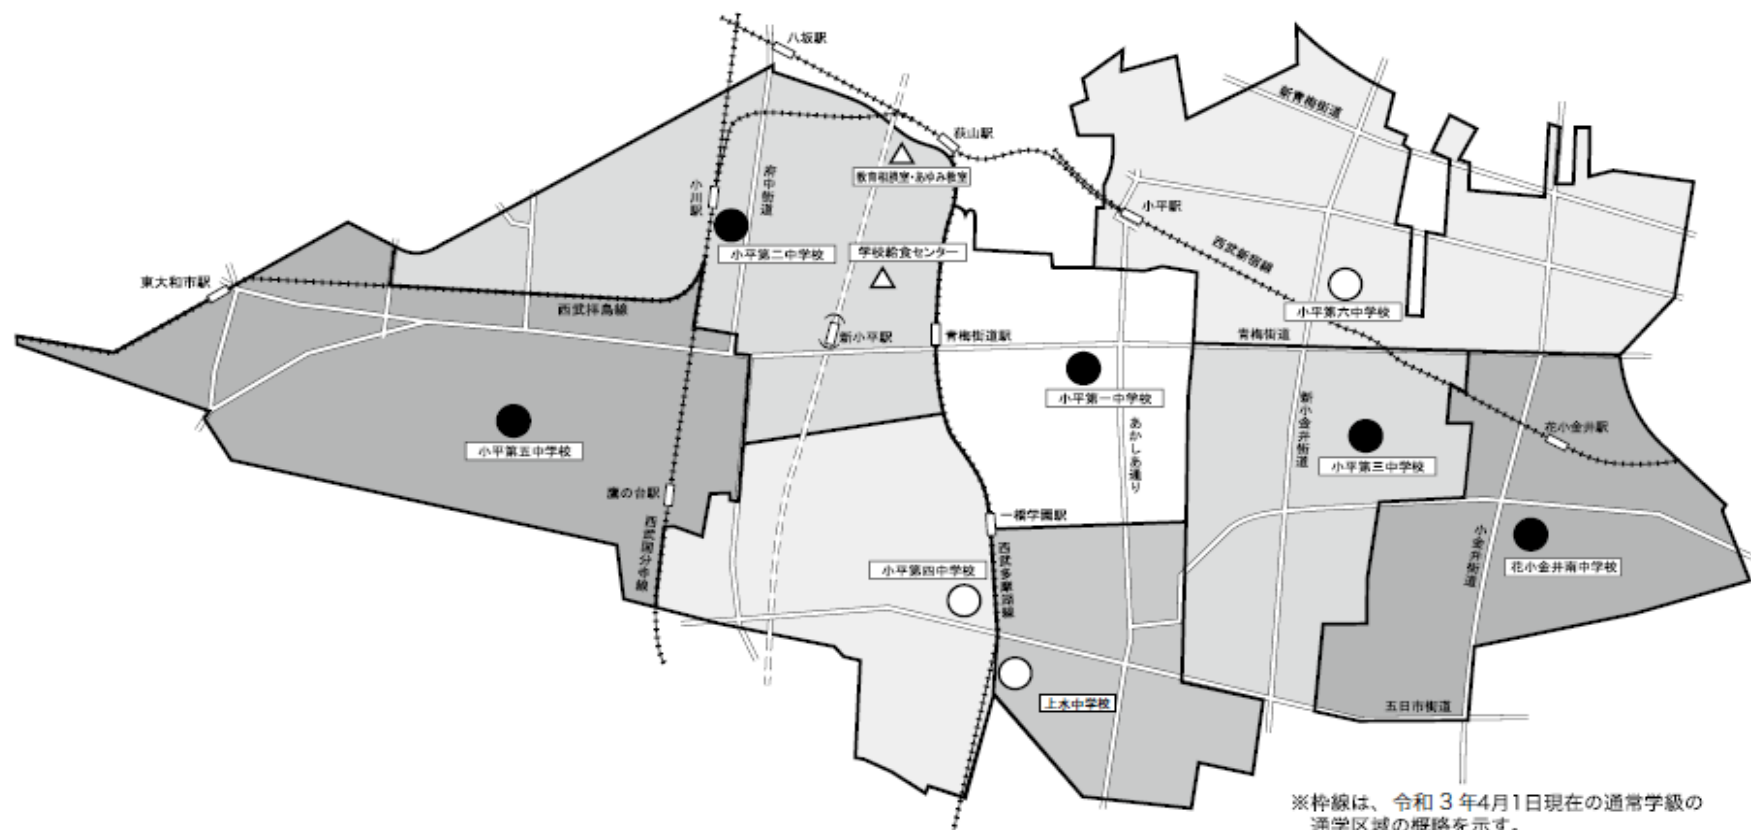 八坂駅
新青梅街道
萩山駅
教育相談室・あゆみ教室
小川駅
府中街道
小平駅
小平第二中学校
学校給食センター
西武新宿線
東大和市駅
西武拝島線
小平第六中学校
新小平駅
青梅街道駅
青梅街道
小平第一中学校
新小金井街道
あかしあ通り
花小金井駅
小平第五中学校
小平第三中学校
鷹の台駅
一橋学園駅
西武国分寺線
小平第四中学校
西武多摩湖線
小金井街道
花小金井南中学校
上水中学校
五日市街道
※枠線は、令和3年4月1日現在の通常学級の
通学区域の概略を示す。